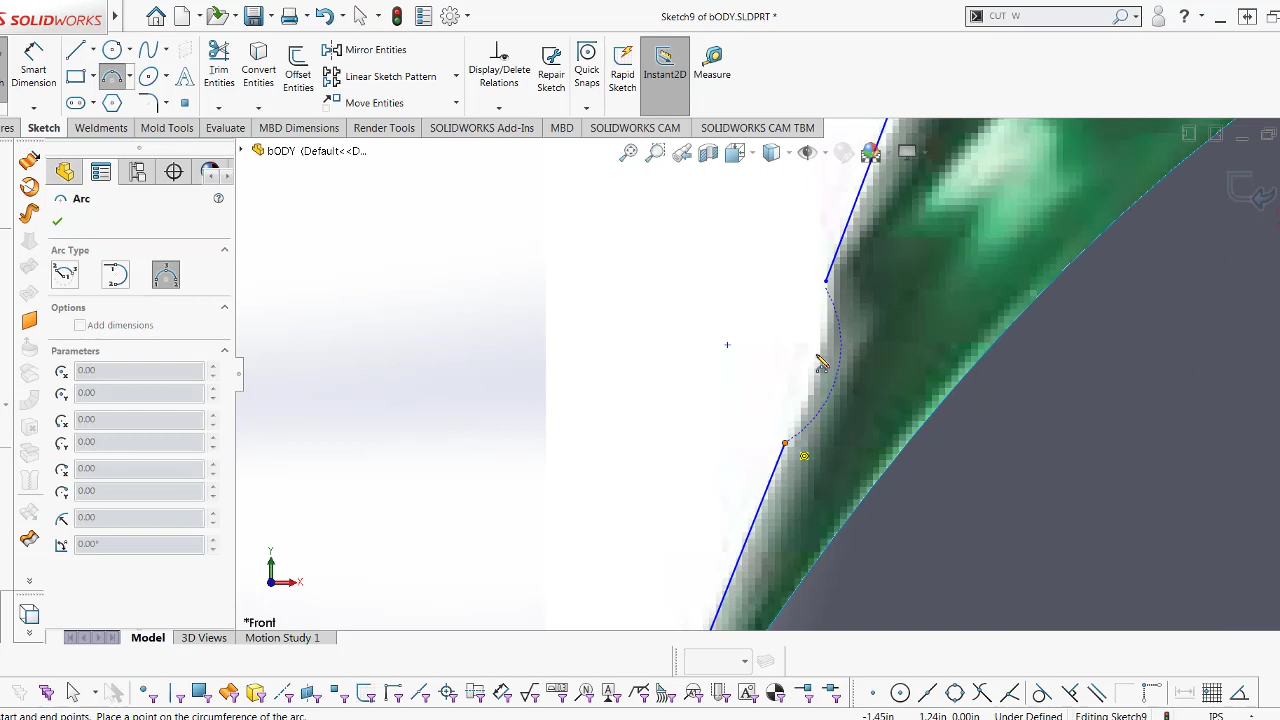 SOLIDWORKS
Sketch9 of bODY.SLDPRT *
CUT W
?
Smart Dimension
Trim Entities
Convert Entities
Offset Entities
Mirror Entities
Linear Sketch Pattern
Move Entities
Display/Delete Relations
Repair Sketch
Quick Snaps
Rapid Sketch
Instant2D
Measure
res
Sketch
Weldments
Mold Tools
Evaluate
MBD Dimensions
Render Tools
SOLIDWORKS Add-Ins
MBD
SOLIDWORKS CAM
SOLIDWORKS CAM TBM
bODY (Default<<D...
Arc
Arc Type
Options
Add dimensions
Parameters
0.00
0.00
0.00
0.00
0.00
0.00
0.00
0.00°
Y
X
*Front
Model
3D Views
Motion Study 1
start and end points. Place a point on the circumference of the arc.
-1.45in
1.24in
0.00in
Under Defined
Editing Sketch9
IPS